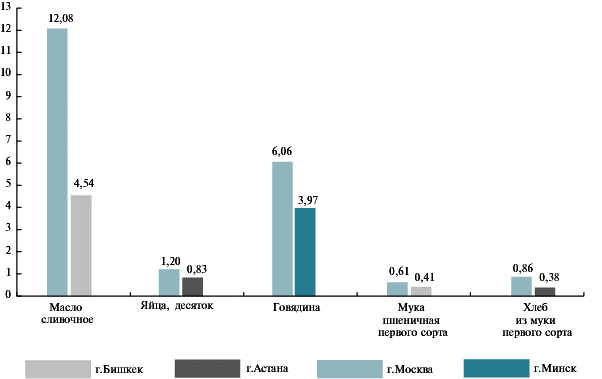 13
12
11
10
9
8
7
6
5
4
3
2
1
0
12,08
4,54
1,20
0,83
6,06
3,97
0,61
0,41
0,86
0,38
Масло
сливочное
Яйца, десяток
Говядина
Мука
пшеничная
первого сорта
Хлеб
из муки
первого сорта
г.Бишкек
г.Астана
г.Москва
г.Минск